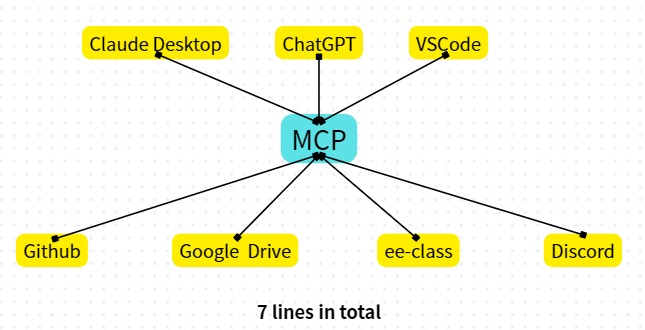 Claude Desktop
ChatGPT
VSCode
MCP
Github
Google Drive
ee-class
Discord
7 lines in total